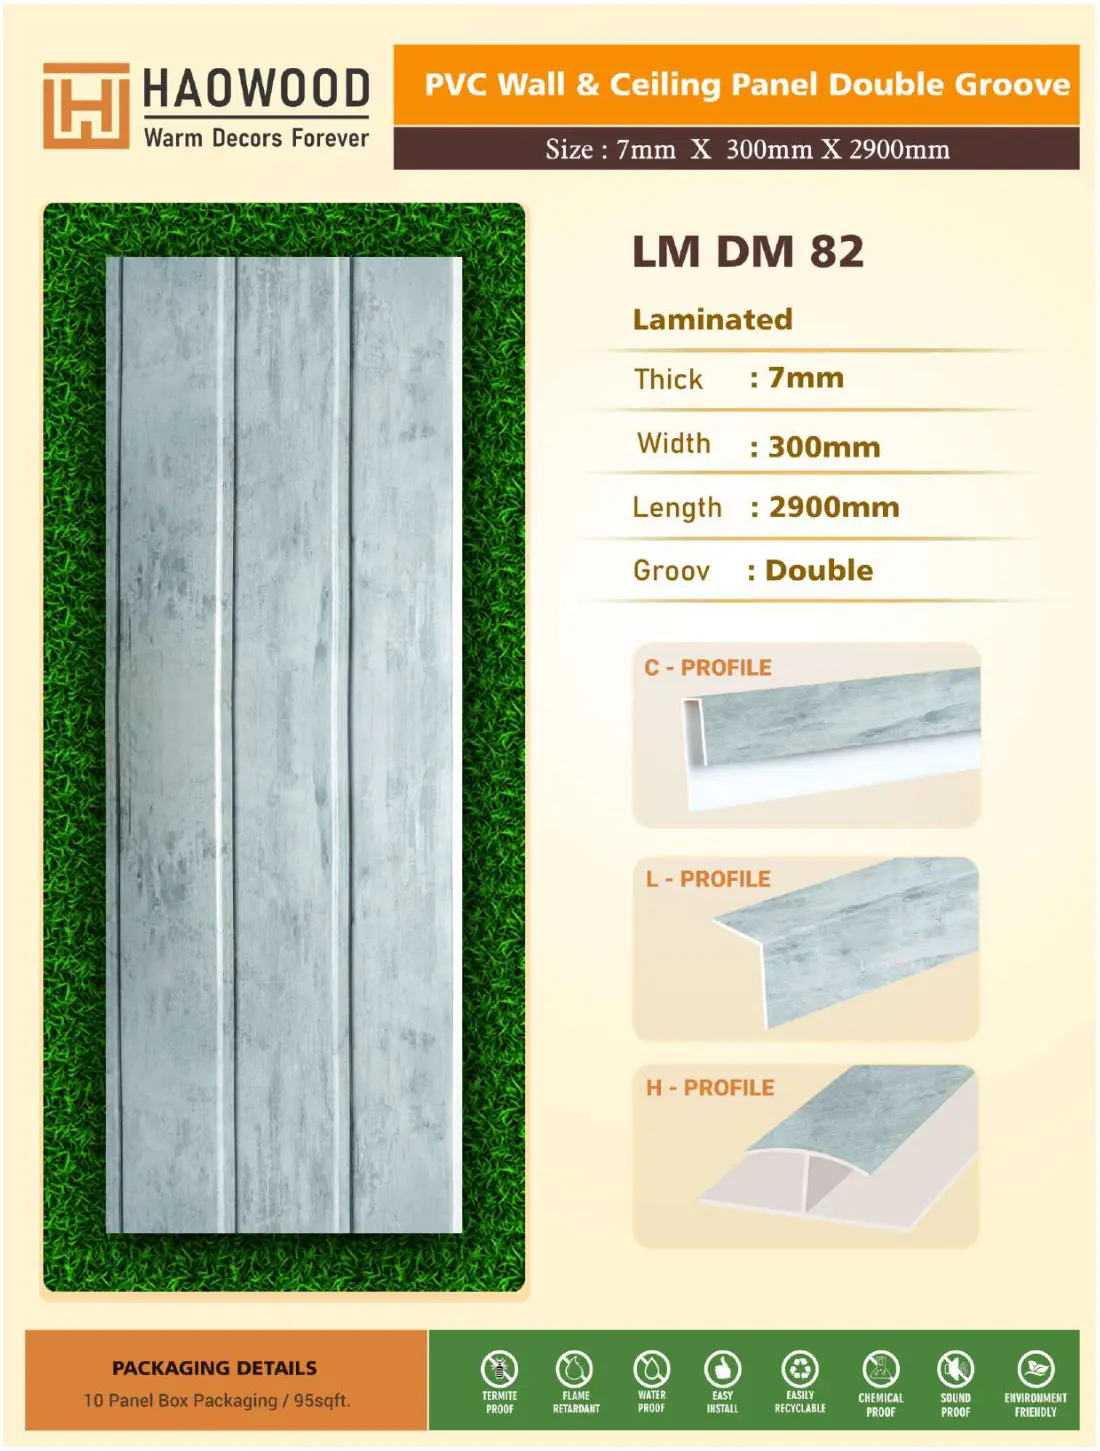 HAOWOOD
Warm Decors Forever
PVC Wall & Ceiling Panel Double Groove
Size : 7mm X 300mm X 2900mm
LM DM 82
Laminated
Thick : 7mm
Width : 300mm
Length : 2900mm
Groov : Double
C - PROFILE
L - PROFILE
H - PROFILE
PACKAGING DETAILS
10 Panel Box Packaging / 95sqft.
TERMITE
PROOF
FLAME
RETARDANT
WATER
PROOF
EASY
INSTALL
EASILY
RECYCLABLE
CHEMICAL
PROOF
SOUND
PROOF
ENVIRONMENT
FRIENDLY